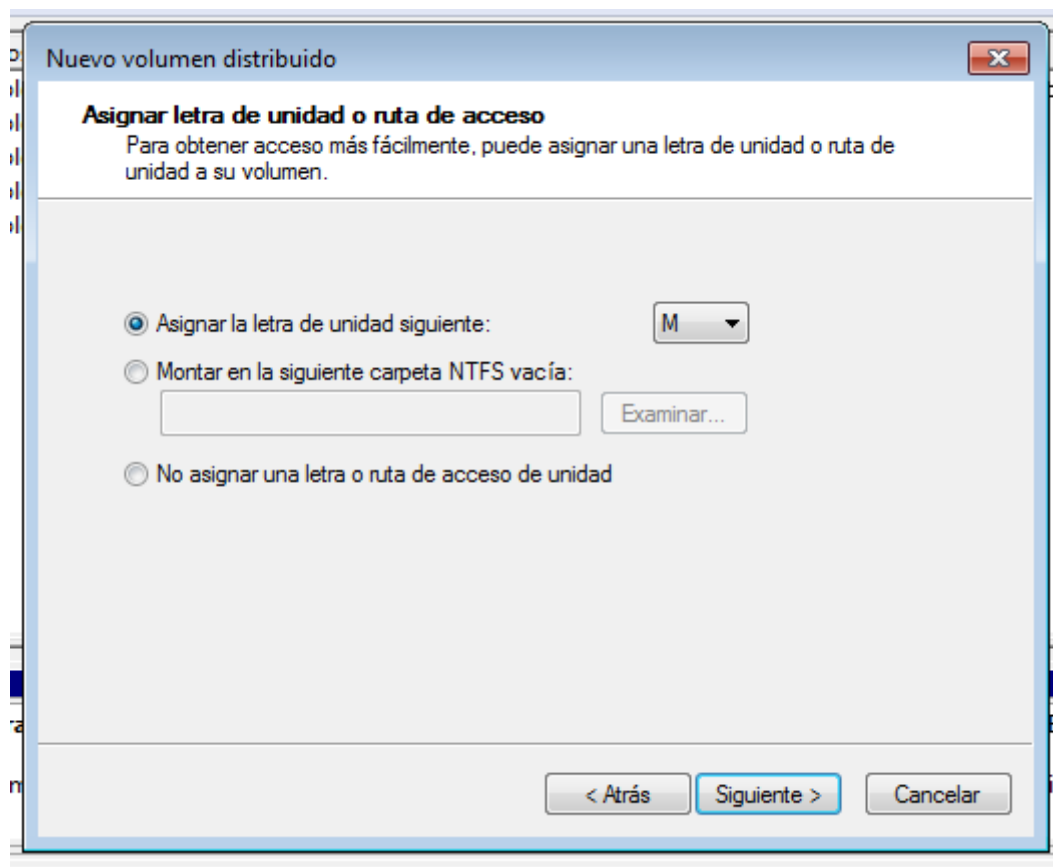 Nuevo volumen distribuido
Asignar letra de unidad o ruta de acceso
Para obtener acceso más fácilmente, puede asignar una letra de unidad o ruta de
unidad a su volumen.
Asignar la letra de unidad siguiente: M
Montar en la siguiente carpeta NTFS vacía:
Examinar...
No asignar una letra o ruta de acceso de unidad
< Atrás Siguiente > Cancelar